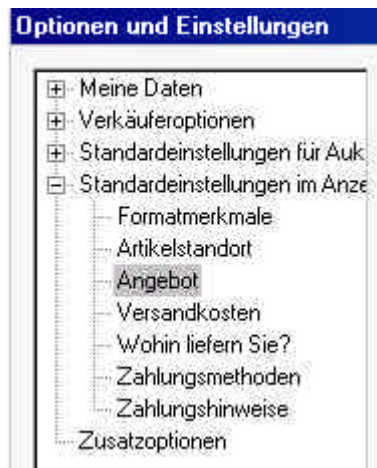 Optionen und Einstellungen
Meine Daten
Verkäuferoptionen
Standardeinstellungen für Auk
Standardeinstellungen im Anze
Formatmerkmale
Artikelstandort
Angebot
Versandkosten
Wohin liefern Sie?
Zahlungsmethoden
Zahlungshinweise
Zusatzoptionen